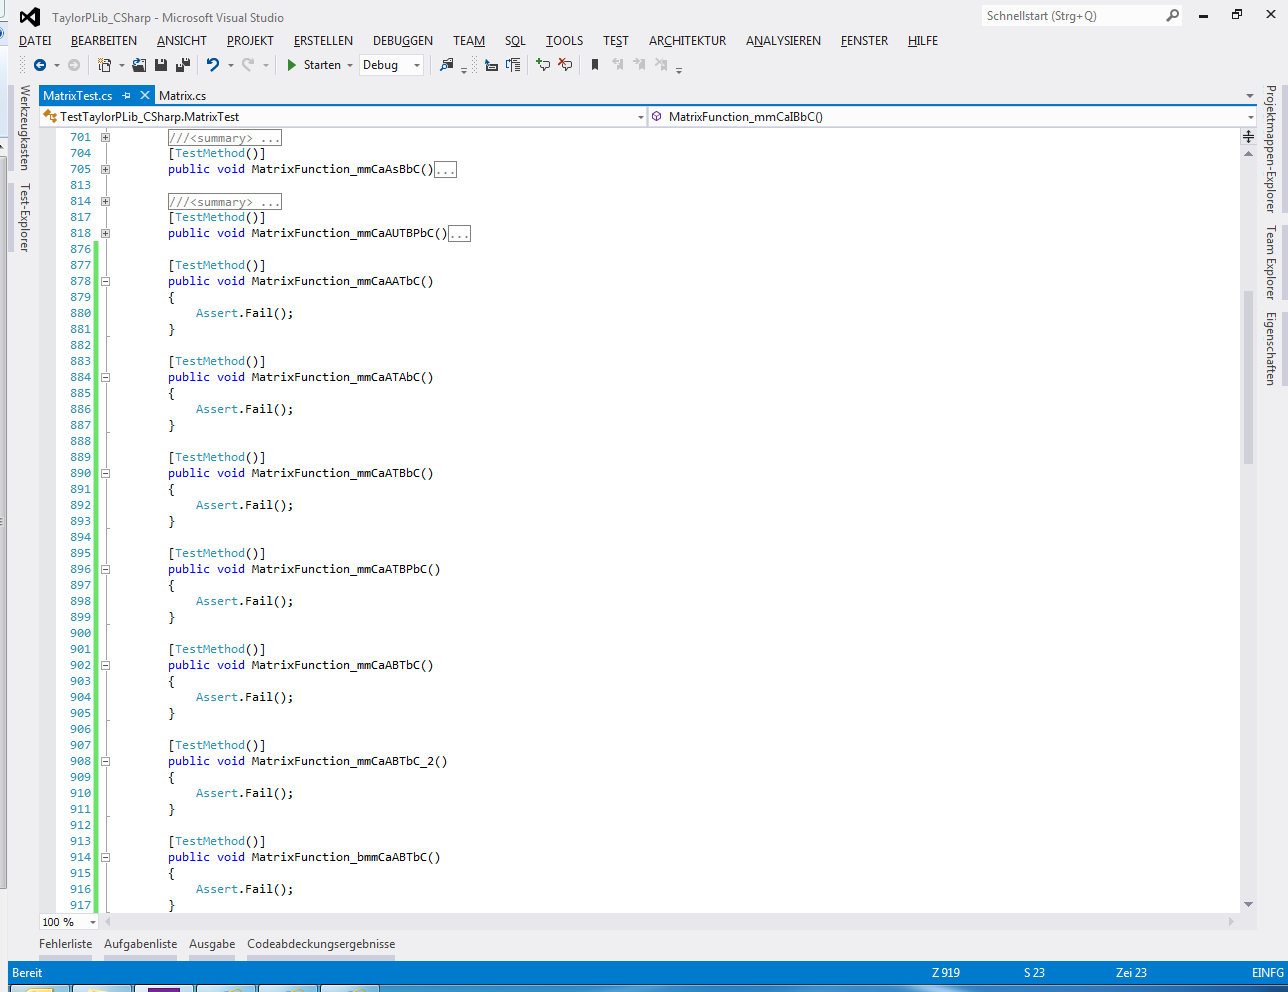 TaylorPLib_CSharp - Microsoft Visual Studio
Schnellstart (Strg+Q)
DATEI BEARBEITEN ANSICHT PROJEKT ERSTELLEN DEBUGGEN TEAM SQL TOOLS TEST ARCHITEKTUR ANALYSIEREN FENSTER HILFE
Starten Debug
MatrixTest.cs Matrix.cs
TestTaylorPLib_CSharp.MatrixTest MatrixFunction_mmCaIBbC()
Werkzeugkasten
Test-Explorer
701 ///<summary> ...
704 [TestMethod()]
705 public void MatrixFunction_mmCaAsBbC()...
813
814 ///<summary> ...
817 [TestMethod()]
818 public void MatrixFunction_mmCaAUTBPbC()...
876
877 [TestMethod()]
878 public void MatrixFunction_mmCaAATbC()
879 {
880 Assert.Fail();
881 }
882
883 [TestMethod()]
884 public void MatrixFunction_mmCaATAbC()
885 {
886 Assert.Fail();
887 }
888
889 [TestMethod()]
890 public void MatrixFunction_mmCaATBbC()
891 {
892 Assert.Fail();
893 }
894
895 [TestMethod()]
896 public void MatrixFunction_mmCaATBPbC()
897 {
898 Assert.Fail();
899 }
900
901 [TestMethod()]
902 public void MatrixFunction_mmCaABTbC()
903 {
904 Assert.Fail();
905 }
906
907 [TestMethod()]
908 public void MatrixFunction_mmCaABTbC_2()
909 {
910 Assert.Fail();
911 }
912
913 [TestMethod()]
914 public void MatrixFunction_bmmCaABTbC()
915 {
916 Assert.Fail();
917 }
Projektmappen-Explorer
Team Explorer
Eigenschaften
100 %
Fehlerliste Aufgabenliste Ausgabe Codeabdeckungsergebnisse
Bereit Z 919 S 23 Zei 23 EINFG